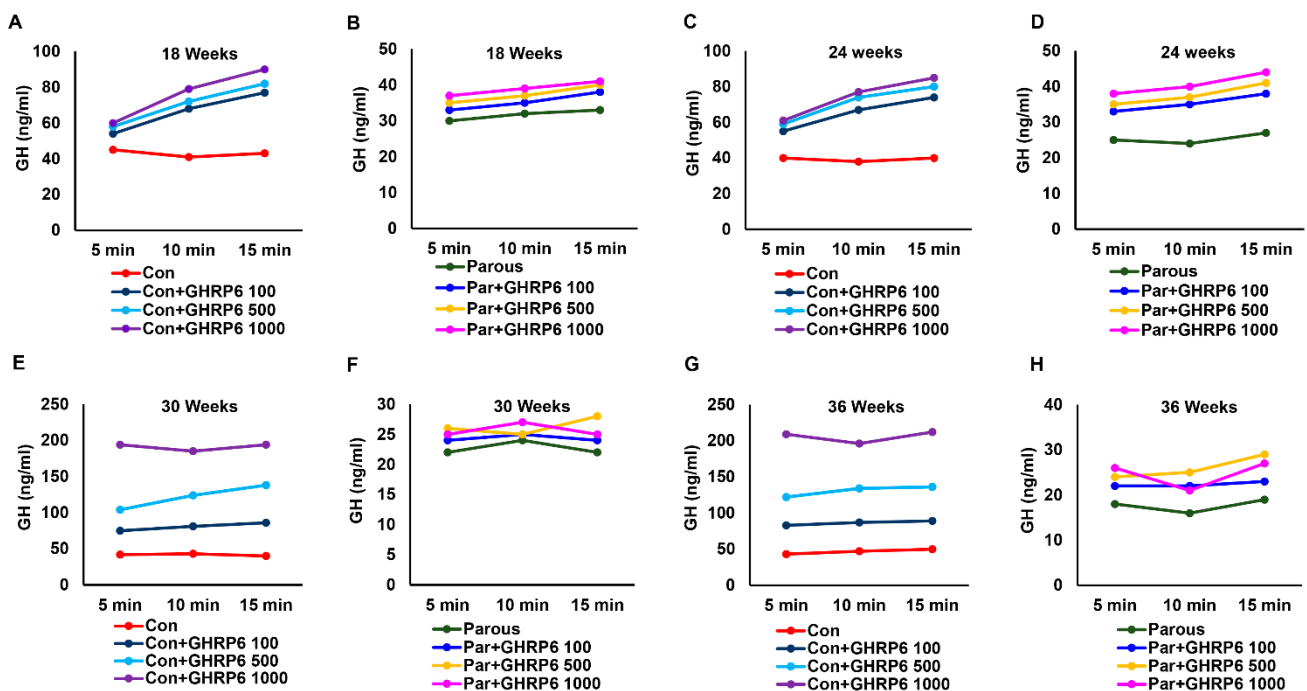 A
18 Weeks
GH (ng/ml)
100
80
60
40
20
0
5 min 10 min 15 min
Con
Con+GHRP6 100
Con+GHRP6 500
Con+GHRP6 1000
B
18 Weeks
GH (ng/ml)
50
40
30
20
10
0
5 min 10 min 15 min
Parous
Par+GHRP6 100
Par+GHRP6 500
Par+GHRP6 1000
C
24 weeks
GH (ng/ml)
100
80
60
40
20
0
5 min 10 min 15 min
Con
Con+GHRP6 100
Con+GHRP6 500
Con+GHRP6 1000
D
24 weeks
GH (ng/ml)
50
40
30
20
10
0
5 min 10 min 15 min
Parous
Par+GHRP6 100
Par+GHRP6 500
Par+GHRP6 1000
E
30 Weeks
GH (ng/ml)
250
200
150
100
50
0
5 min 10 min 15 min
Con
Con+GHRP6 100
Con+GHRP6 500
Con+GHRP6 1000
F
30 Weeks
GH (ng/ml)
30
25
20
15
10
5
0
5 min 10 min 15 min
Parous
Par+GHRP6 100
Par+GHRP6 500
Par+GHRP6 1000
G
36 Weeks
GH (ng/ml)
250
200
150
100
50
0
5 min 10 min 15 min
Con
Con+GHRP6 100
Con+GHRP6 500
Con+GHRP6 1000
H
36 Weeks
GH (ng/ml)
40
30
20
10
0
5 min 10 min 15 min
Parous
Par+GHRP6 100
Par+GHRP6 500
Par+GHRP6 1000